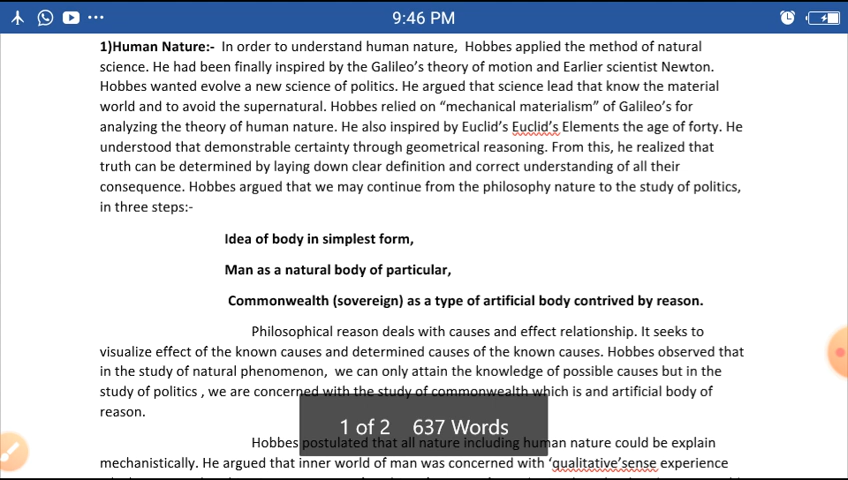 9:46 PM
1)Human Nature:- In order to understand human nature, Hobbes applied the method of natural
science. He had been finally inspired by the Galileo's theory of motion and Earlier scientist Newton.
Hobbes wanted evolve a new science of politics. He argued that science lead that know the material
world and to avoid the supernatural. Hobbes relied on “mechanical materialism” of Galileo's for
analyzing the theory of human nature. He also inspired by Euclid's Euclid's Elements the age of forty. He
understood that demonstrable certainty through geometrical reasoning. From this, he realized that
truth can be determined by laying down clear definition and correct understanding of all their
consequence. Hobbes argued that we may continue from the philosophy nature to the study of politics,
in three steps:-
Idea of body in simplest form,
Man as a natural body of particular,
Commonwealth (sovereign) as a type of artificial body contrived by reason.
Philosophical reason deals with causes and effect relationship. It seeks to
visualize effect of the known causes and determined causes of the known causes. Hobbes observed that
in the study of natural phenomenon, we can only attain the knowledge of possible causes but in the
study of politics , we are concerned with the study of commonwealth which is and artificial body of
reason.
1 of 2 637 Words
Hobbes postulated that all nature including human nature could be explain
mechanistically. He argued that inner world of man was concerned with ‘qualitative’sense experience